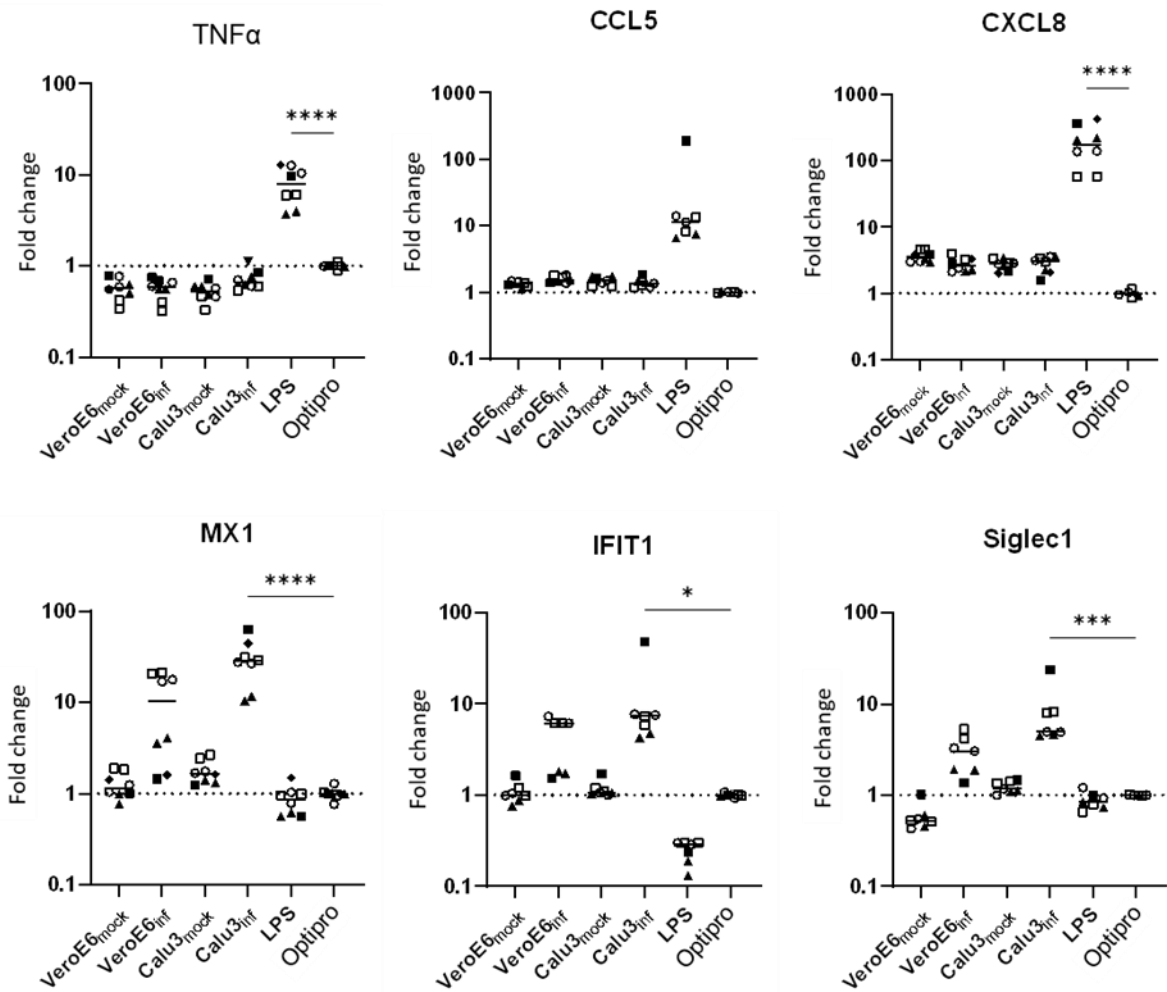 TNFα
CCL5
CXCL8
Fold change
100
10
1
0.1
****
VeroE6mock
VeroE6inf
Calu3mock
Calu3inf
LPS
Optipro
Fold change
1000
100
10
1
0.1
VeroE6mock
VeroE6inf
Calu3mock
Calu3inf
LPS
Optipro
Fold change
1000
100
10
1
0.1
****
VeroE6mock
VeroE6inf
Calu3mock
Calu3inf
LPS
Optipro
MX1
IFIT1
Siglec1
Fold change
100
10
1
0.1
****
VeroE6mock
VeroE6inf
Calu3mock
Calu3inf
LPS
Optipro
Fold change
100
10
1
0.1
*
VeroE6mock
VeroE6inf
Calu3mock
Calu3inf
LPS
Optipro
Fold change
100
10
1
0.1
***
VeroE6mock
VeroE6inf
Calu3mock
Calu3inf
LPS
Optipro